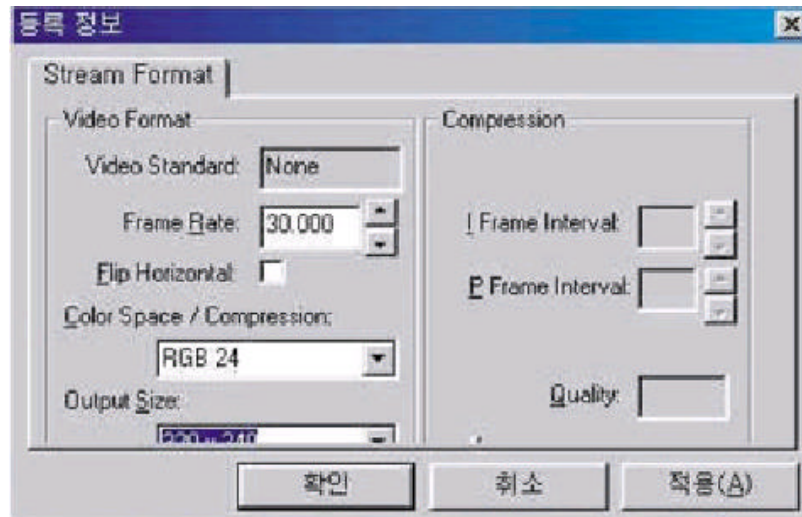 등록 정보
Stream Format
Video Format
Video Standard: None
Frame Rate: 30.000
Flip Horizontal:
Color Space / Compression:
RGB 24
Output Size:
Compression
I Frame Interval:
P Frame Interval:
Quality:
확인
취소
적용(A)